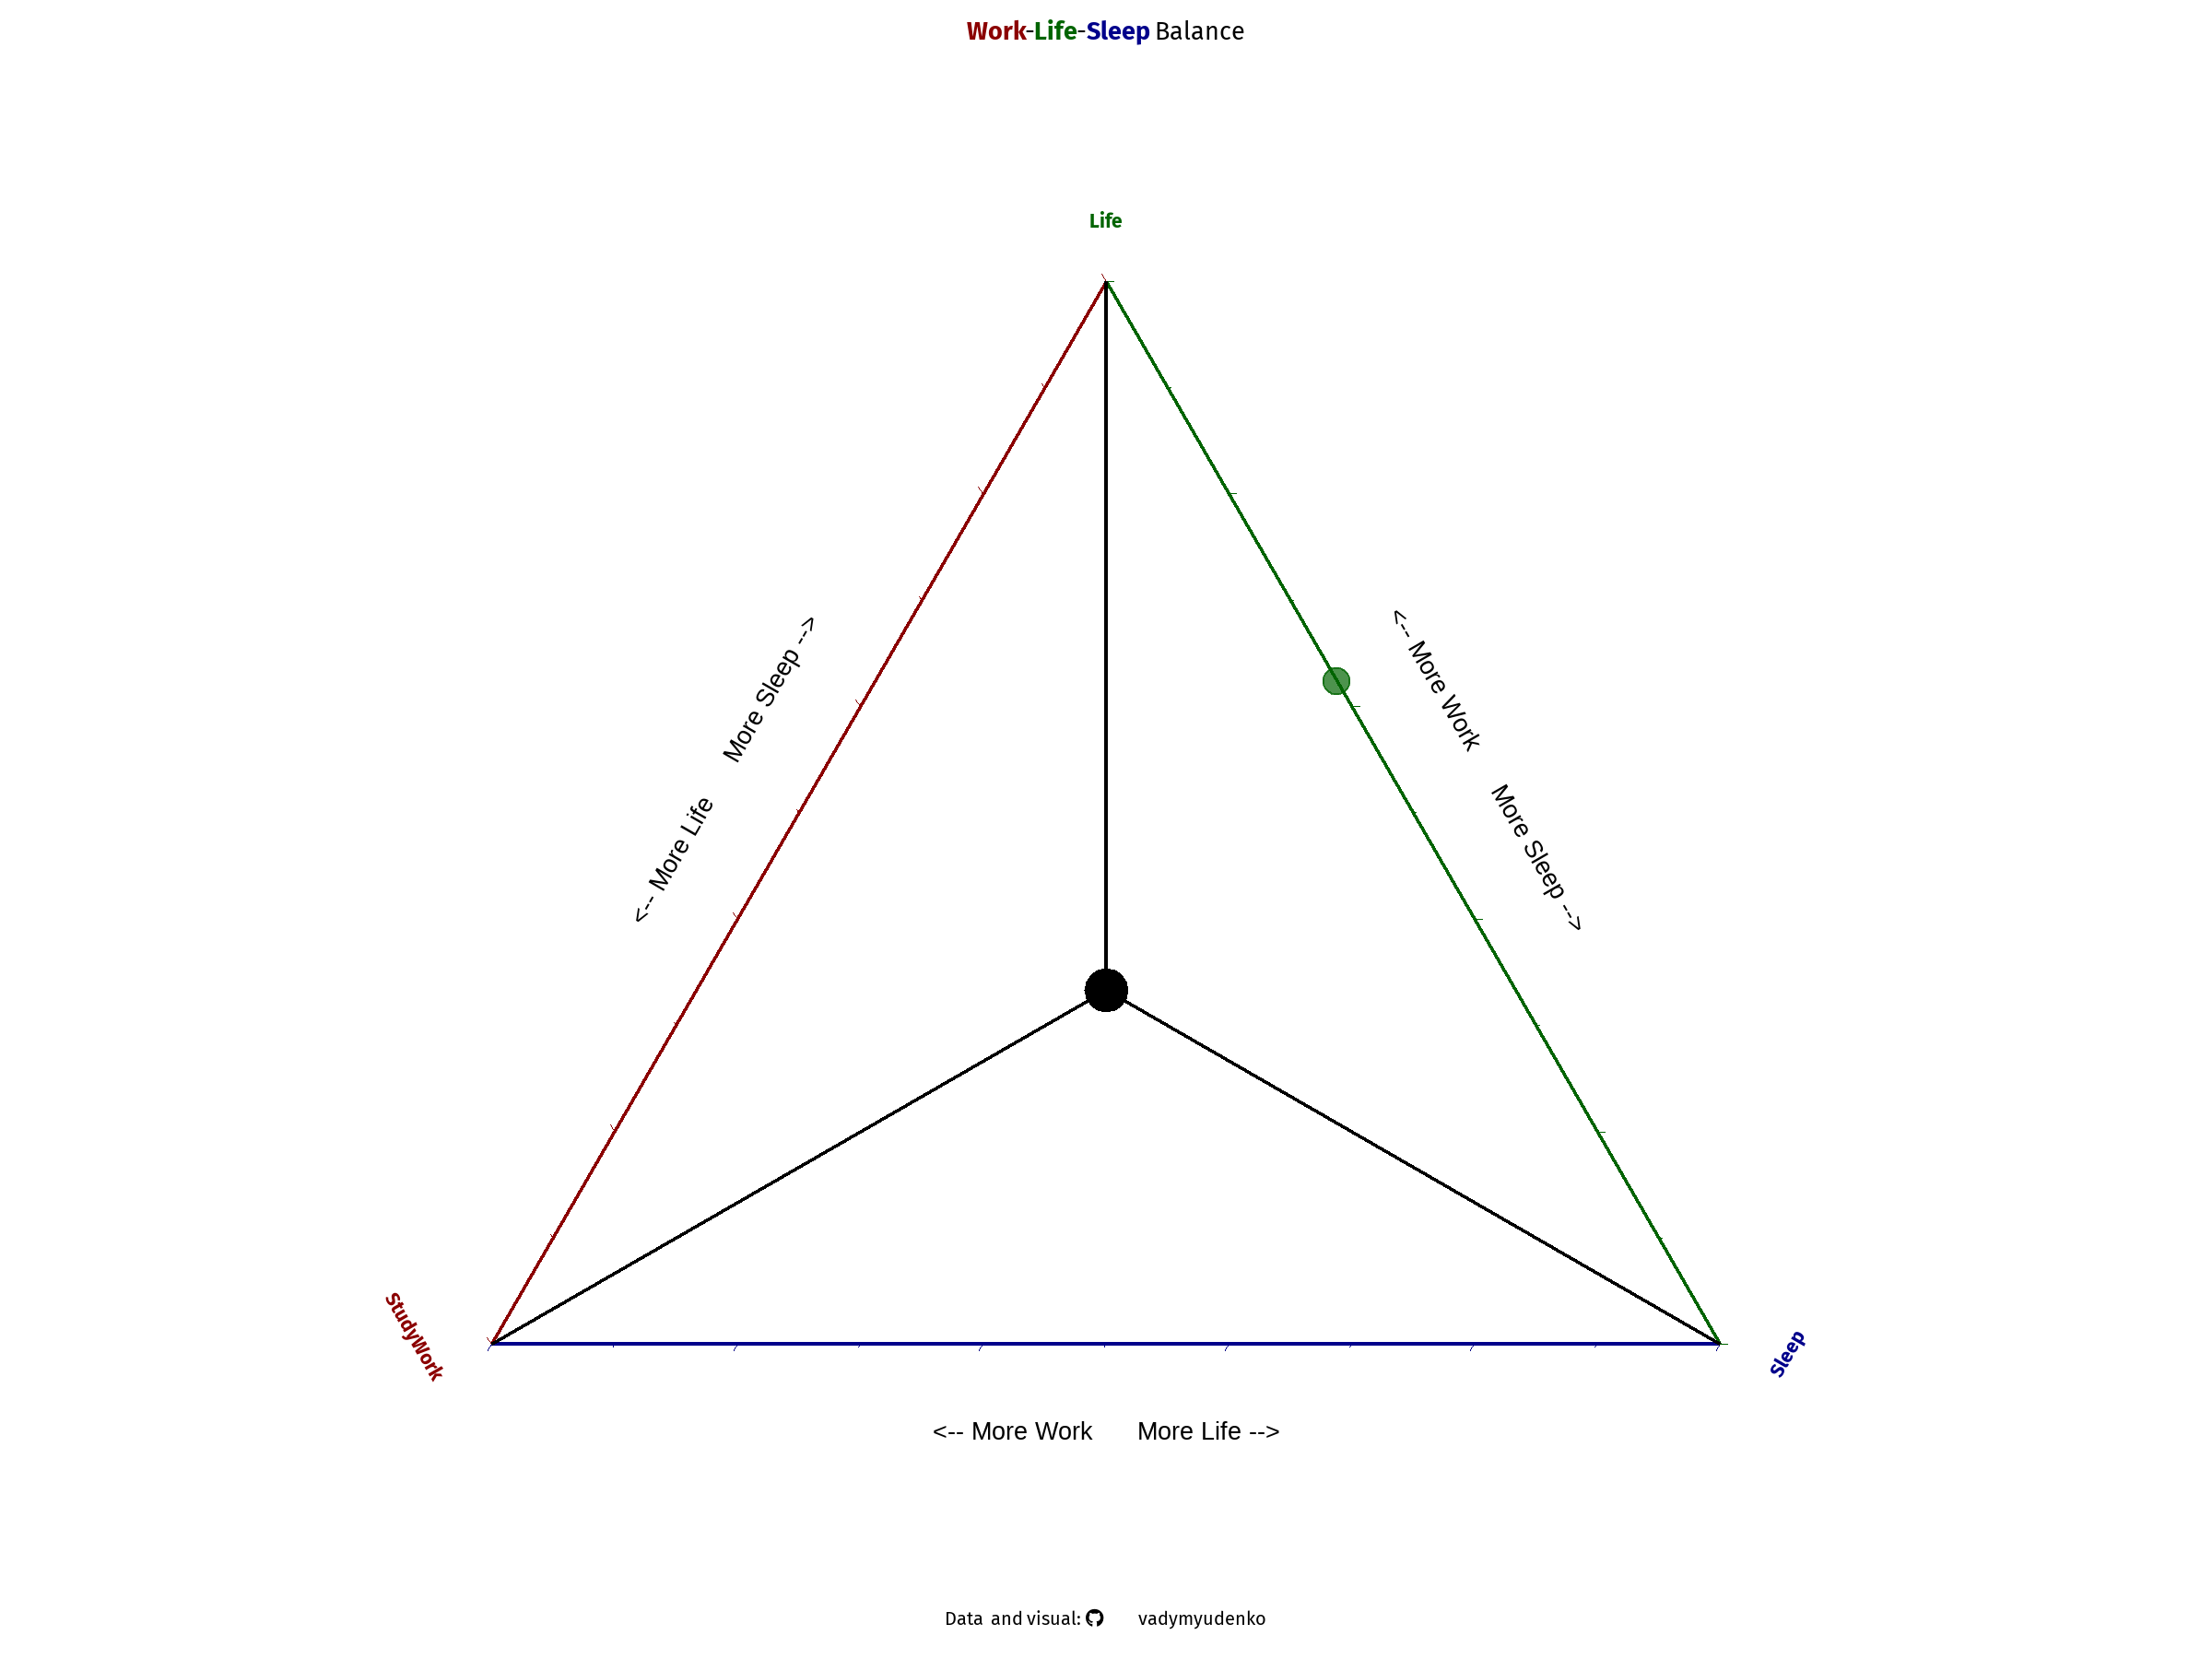 Work-Life-Sleep Balance
Life
<-- More Life More Sleep -->
<-- More Work More Sleep -->
StudyWork
Sleep
<-- More Work More Life -->
Data and visual: vadymyudenko